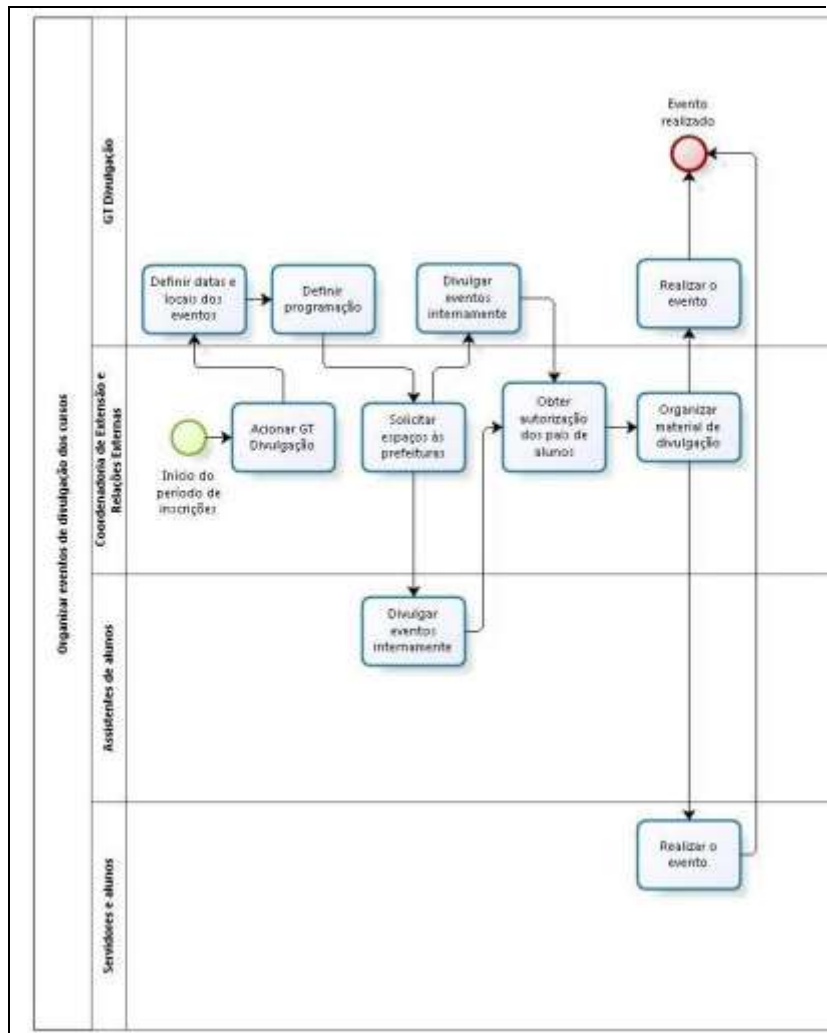 Organizar eventos de divulgação dos cursos
GT Divulgação
Evento
realizado
Definir datas e
locais dos
eventos
Definir
programação
Divulgar
eventos
internamente
Realizar o
evento
Coordenadoria de Extensão e
Relações Externas
Início do
período de
inscrições
Acionar GT
Divulgação
Solicitar
espaços às
prefeituras
Obter
autorização
dos pais de
alunos
Organizar
material de
divulgação
Assistentes de alunos
Divulgar
eventos
internamente
Servidores e alunos
Realizar o
evento